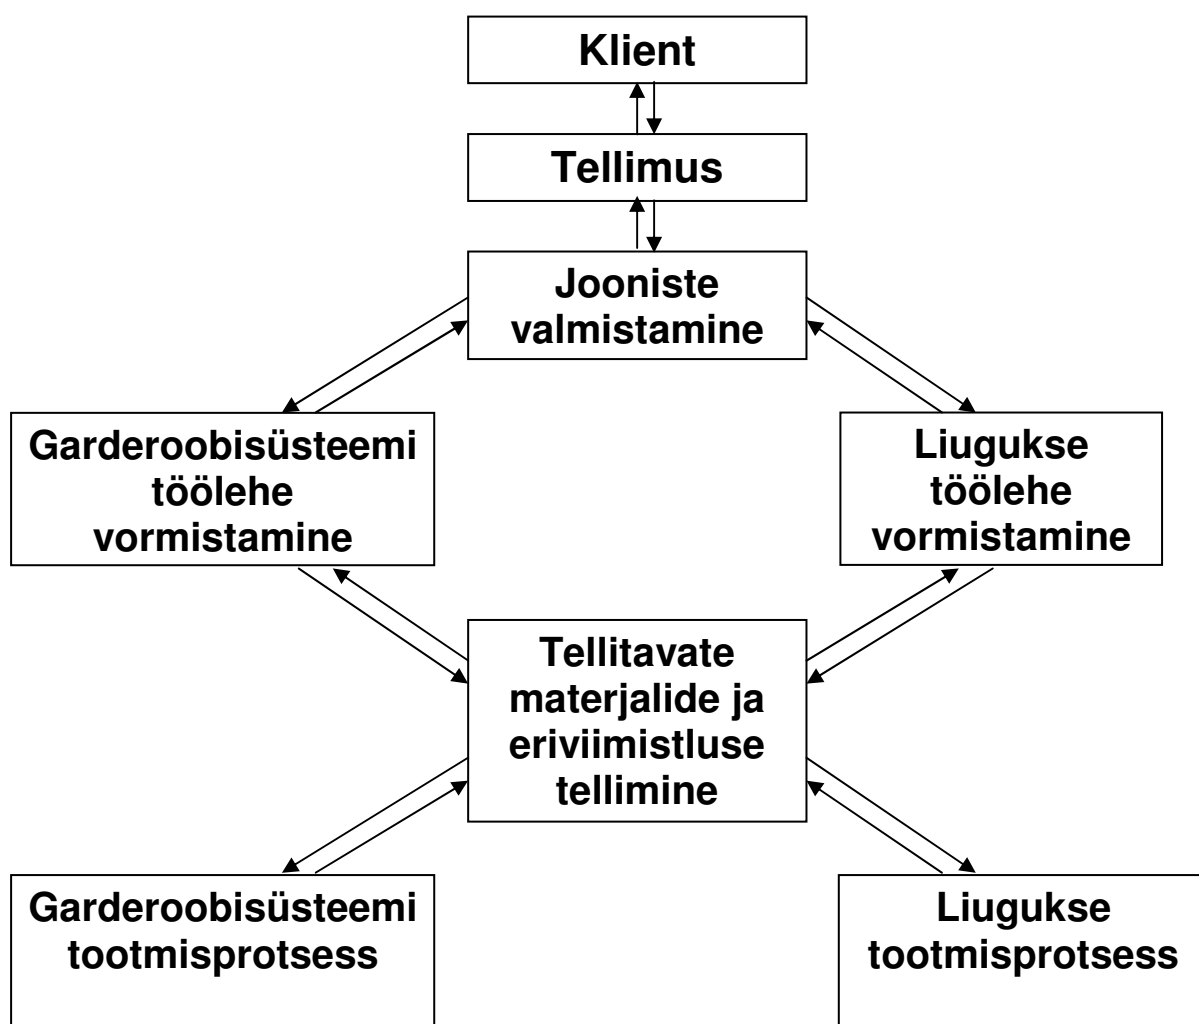 Klient
Tellimus
Jooniste
valmistamine
Garderoobisüsteemi
töölehe
vormistamine
Liugukse
töölehe
vormistamine
Tellitavate
materjalide ja
eriviimistluse
tellimine
Garderoobisüsteemi
tootmisprotsess
Liugukse
tootmisprotsess